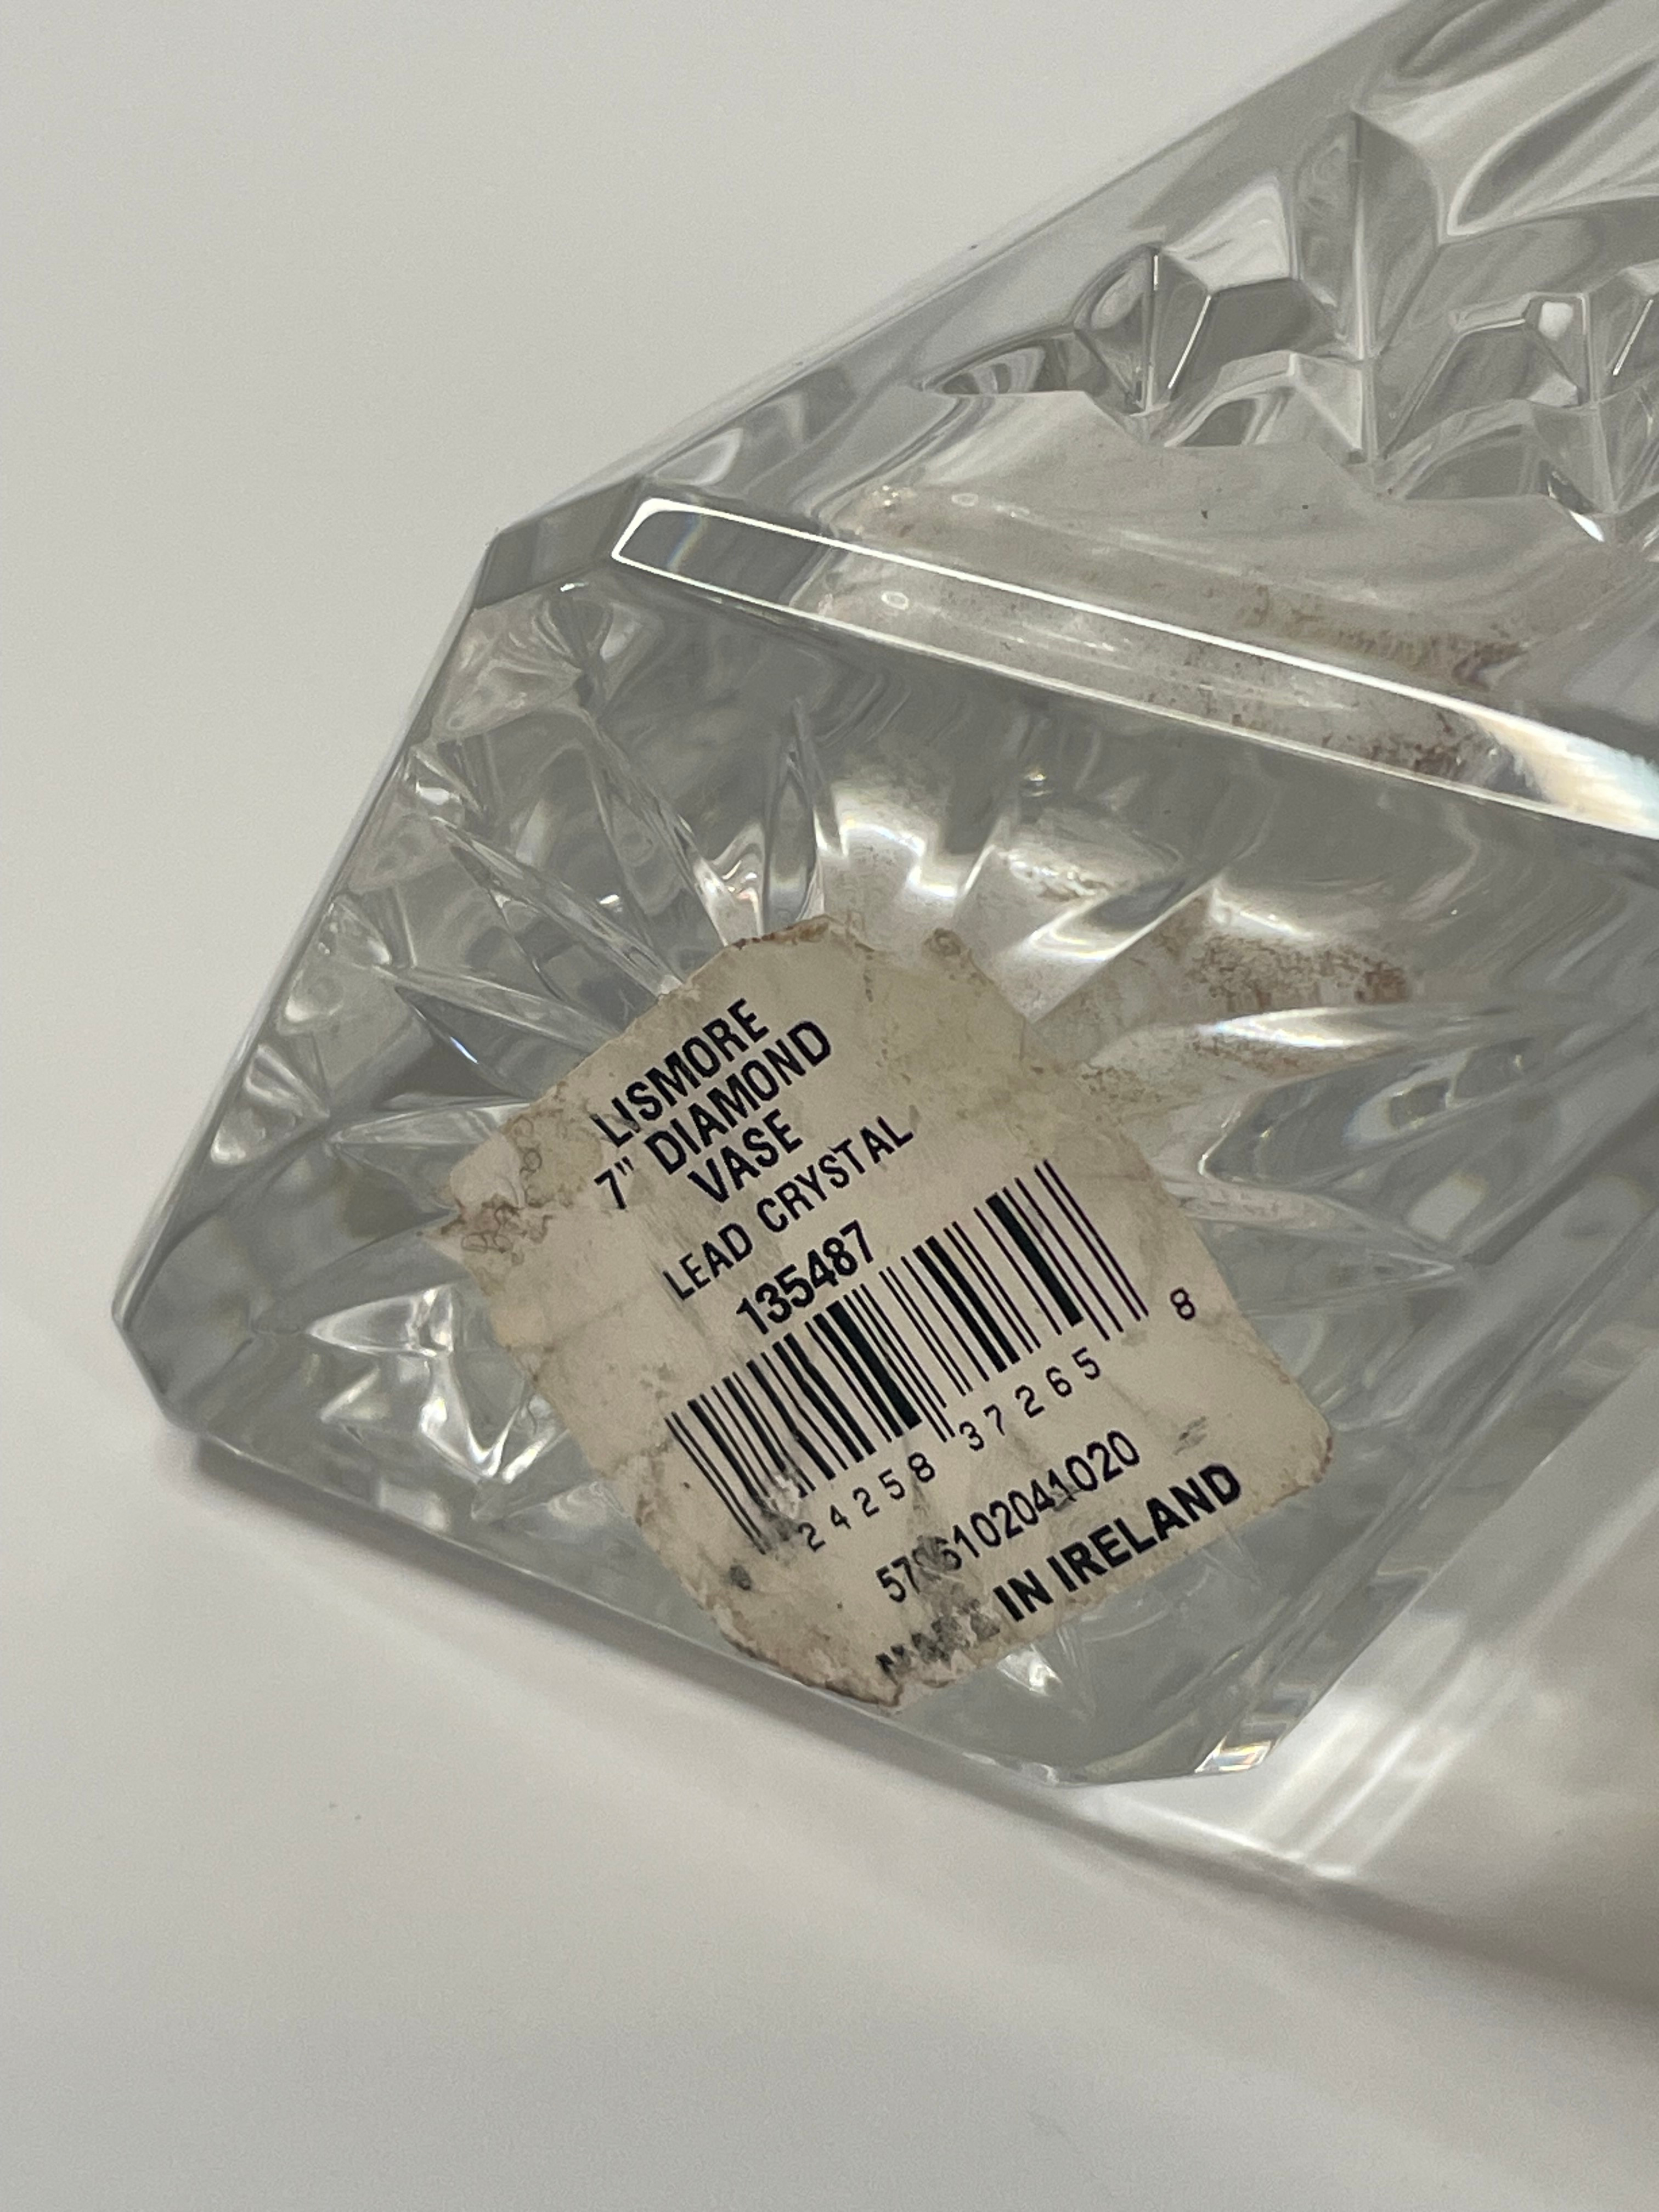 LISMORE
7" DIAMOND
VASE
LEAD CRYSTAL
135487
24258 37265 8
IN IRELAND